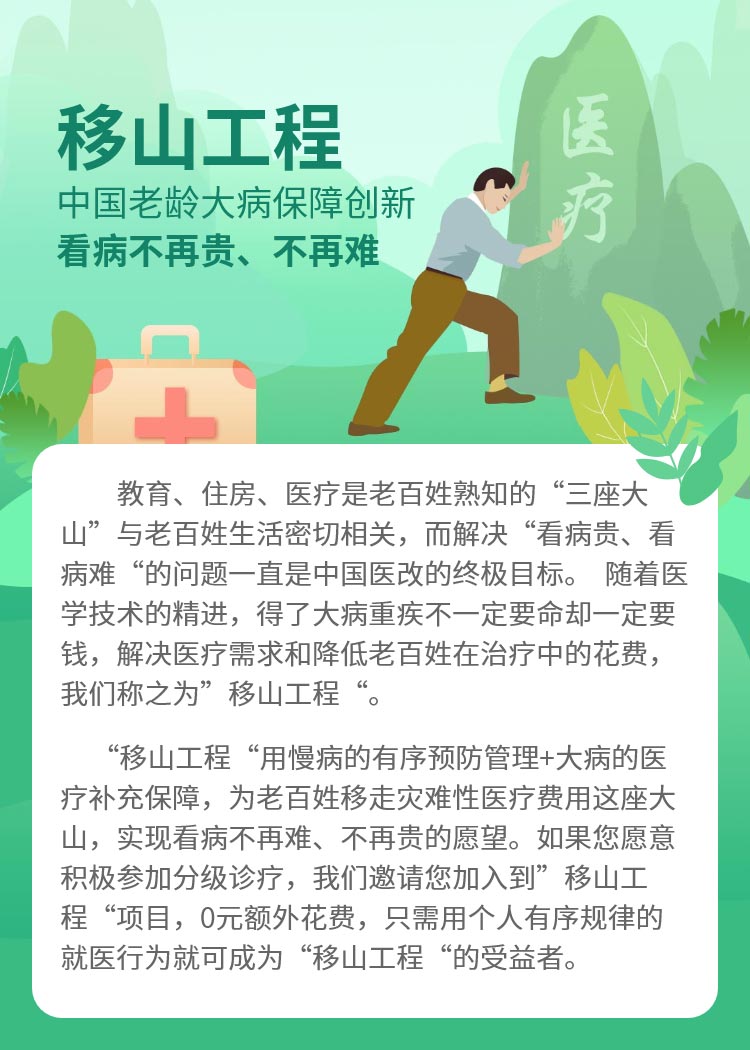 移山工程
中国老龄大病保障创新
看病不再贵、不再难
医
疗
教育、住房、医疗是老百姓熟知的“三座大
山”与老百姓生活密切相关，而解决“看病贵、看
病难“的问题一直是中国医改的终极目标。 随着医
学技术的精进，得了大病重疾不一定要命却一定要
钱，解决医疗需求和降低老百姓在治疗中的花费，
我们称之为”移山工程“。
“移山工程“用慢病的有序预防管理+大病的医
疗补充保障，为老百姓移走灾难性医疗费用这座大
山，实现看病不再难、不再贵的愿望。如果您愿意
积极参加分级诊疗，我们邀请您加入到”移山工
程“项目，0元额外花费，只需用个人有序规律的
就医行为就可成为“移山工程“的受益者。